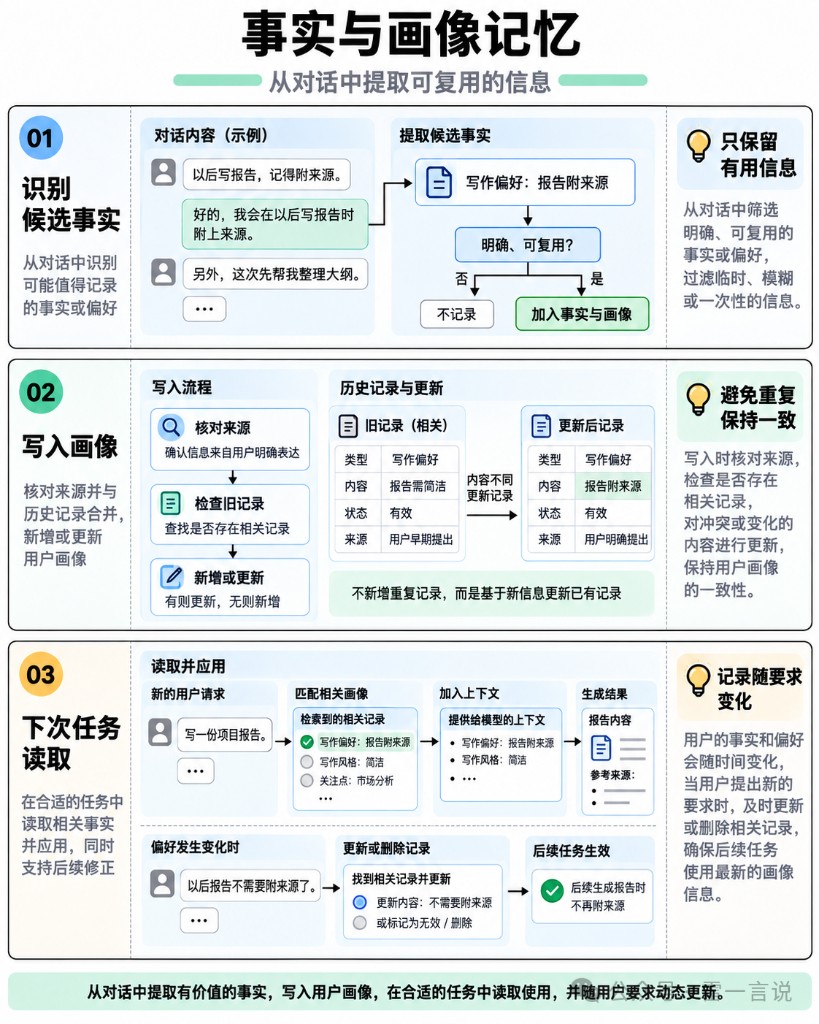 事实与画像记忆
从对话中提取可复用的信息
01
识别
候选事实
从对话中识别
可能值得记录
的事实或偏好
对话内容（示例）
以后写报告，记得附来源。
好的，我会在以后写报告时
附上来源。
另外，这次先帮我整理大纲。
...
提取候选事实
写作偏好：报告附来源
明确、可复用？
否
是
不记录
加入事实与画像
只保留
有用信息
从对话中筛选
明确、可复用的
事实或偏好，
过滤临时、模糊
或一次性的信息。
02
写入画像
核对来源并与
历史记录合并，
新增或更新
用户画像
写入流程
核对来源
确认信息来自用户明确表达
检查旧记录
查找是否存在相关记录
新增或更新
有则更新，无则新增
历史记录与更新
旧记录（相关）
类型 写作偏好
内容 报告需简洁
状态 有效
来源 用户早期提出
内容不同
更新记录
更新后记录
类型 写作偏好
内容 报告附来源
状态 有效
来源 用户明确提出
不新增重复记录，而是基于新信息更新已有记录
避免重复
保持一致
写入时核对来源，
检查是否存在
相关记录，
对冲突或变化的
内容进行更新，
保持用户画像
的一致性。
03
下次任务
读取
在合适的任务中
读取相关事实
并应用，同时
支持后续修正
读取并应用
新的用户请求
写一份项目报告。
...
匹配相关画像
检索到的相关记录
写作偏好：报告附来源
写作风格：简洁
关注点：市场分析
...
加入上下文
提供给模型的上下文
• 写作偏好：报告附来源
• 写作风格：简洁
• ...
生成结果
报告内容
参考来源：
偏好发生变化时
以后报告不需要附来源了。
...
更新或删除记录
找到相关记录并更新
更新内容：不需要附来源
或标记为无效 / 删除
后续任务生效
后续生成报告时
不再附来源
记录随要求
变化
用户的事实和偏好
会随时间变化，
当用户提出新的
要求时，及时更新
或删除相关记录，
确保后续任务
使用最新的画像
信息。
从对话中提取有价值的事实，写入用户画像，在合适的任务中读取使用，并随用户要求动态更新。
一言说